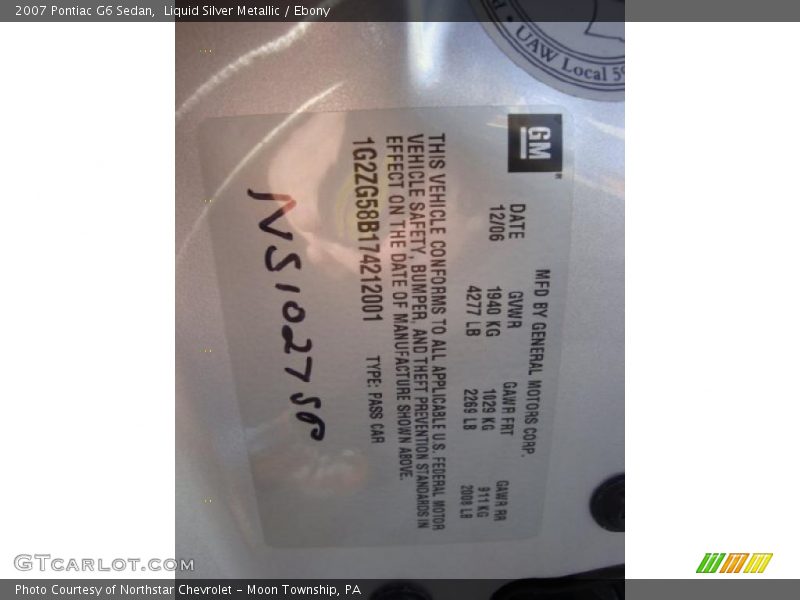 2007 Pontiac G6 Sedan, Liquid Silver Metallic / Ebony
UAW Local 5
GM
MFD BY GENERAL MOTORS CORP.
DATE GVWR GAWR FRT GAWR RR
12/06 1940 KG 1029 KG 911 KG
4277 LB 2269 LB 2008 LB
THIS VEHICLE CONFORMS TO ALL APPLICABLE U.S. FEDERAL MOTOR
VEHICLE SAFETY, BUMPER, AND THEFT PREVENTION STANDARDS IN
EFFECT ON THE DATE OF MANUFACTURE SHOWN ABOVE.
1G2ZG58B174212001 TYPE: PASS CAR
GTcarlot.com
Photo Courtesy of Northstar Chevrolet - Moon Township, PA